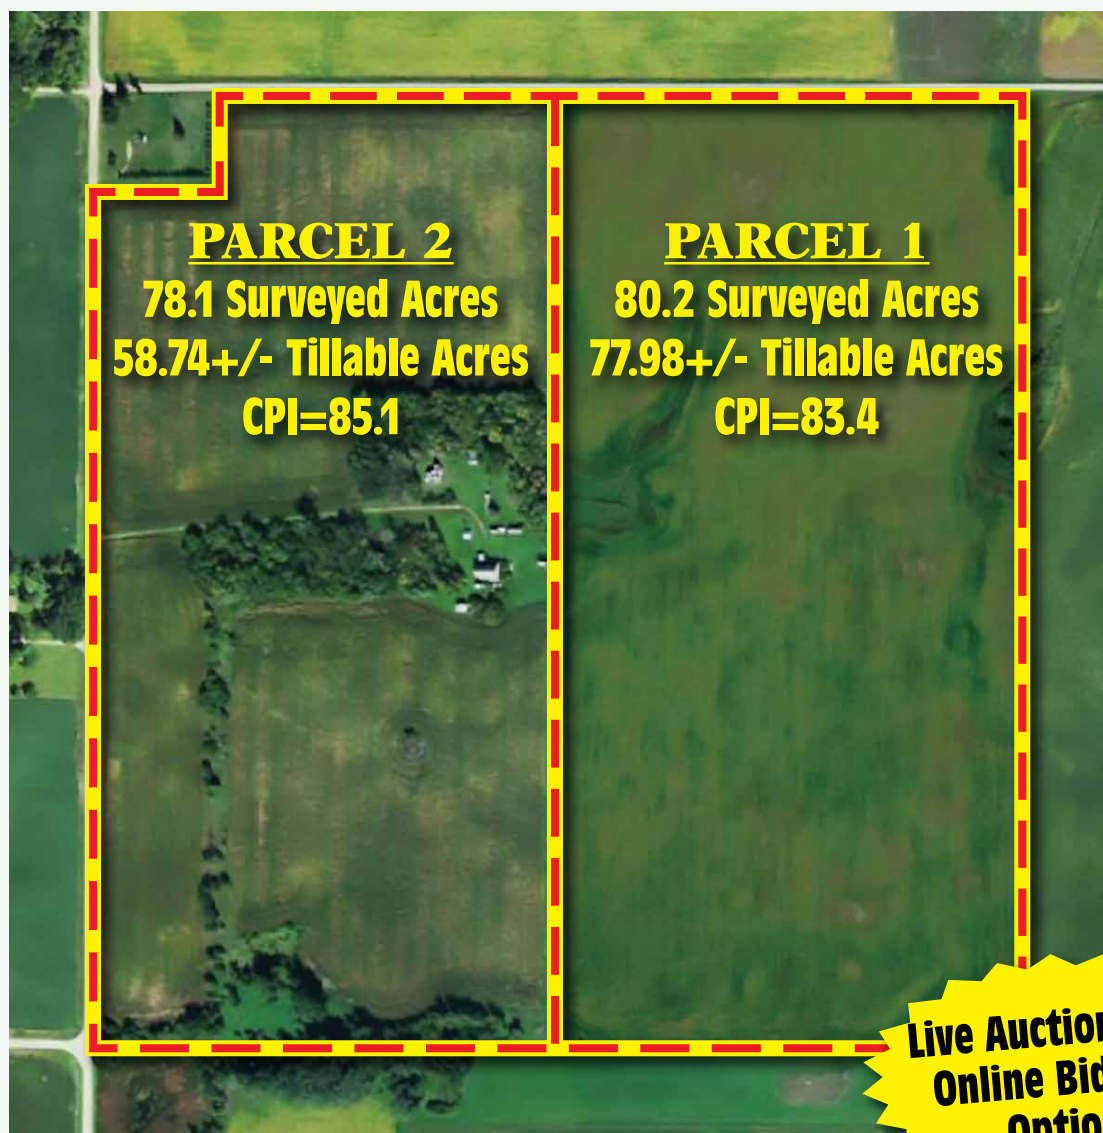 PARCEL 2
78.1 Surveyed Acres
58.74+/- Tillable Acres
CPI=85.1
PARCEL 1
80.2 Surveyed Acres
77.98+/- Tillable Acres
CPI=83.4
Live Auction
Online Bid
Optio